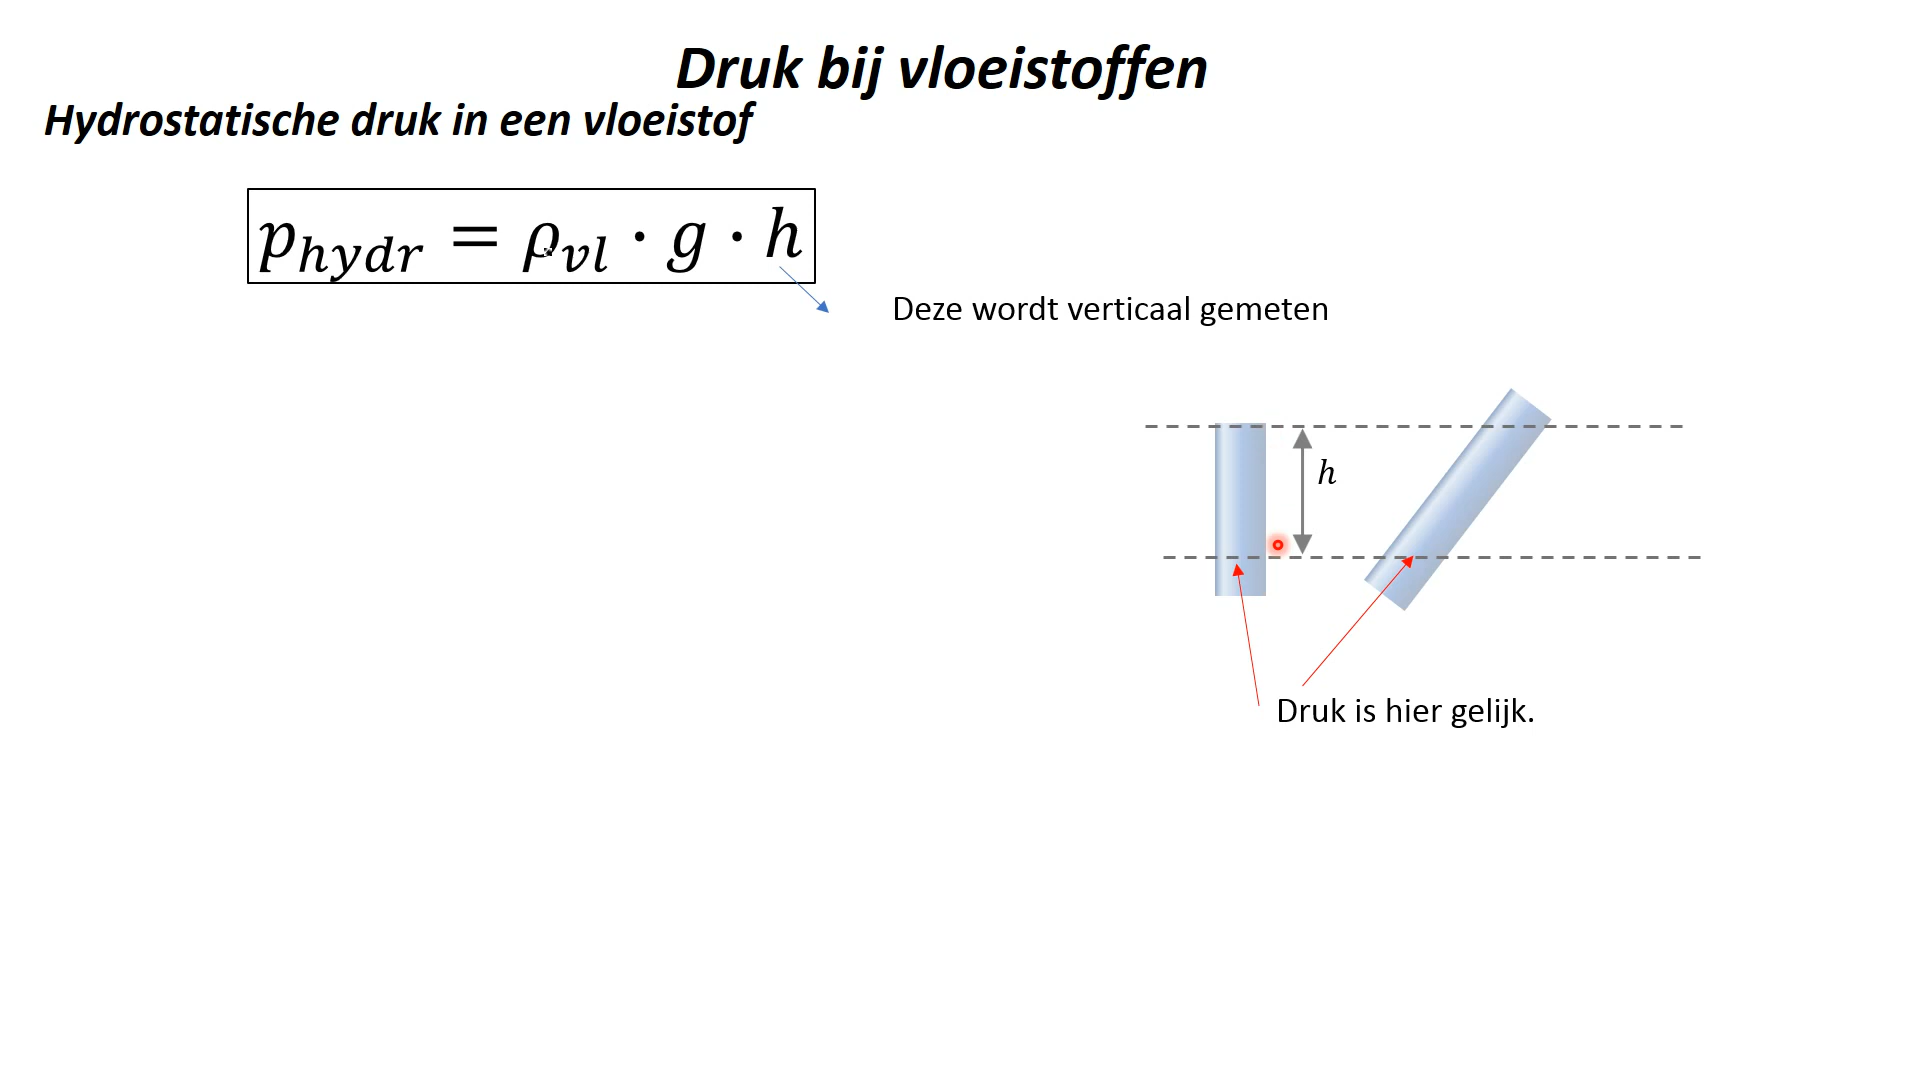 Druk bij vloeistoffen
Hydrostatische druk in een vloeistof
p_hydr = ρ_vl · g · h
Deze wordt verticaal gemeten
h
Druk is hier gelijk.